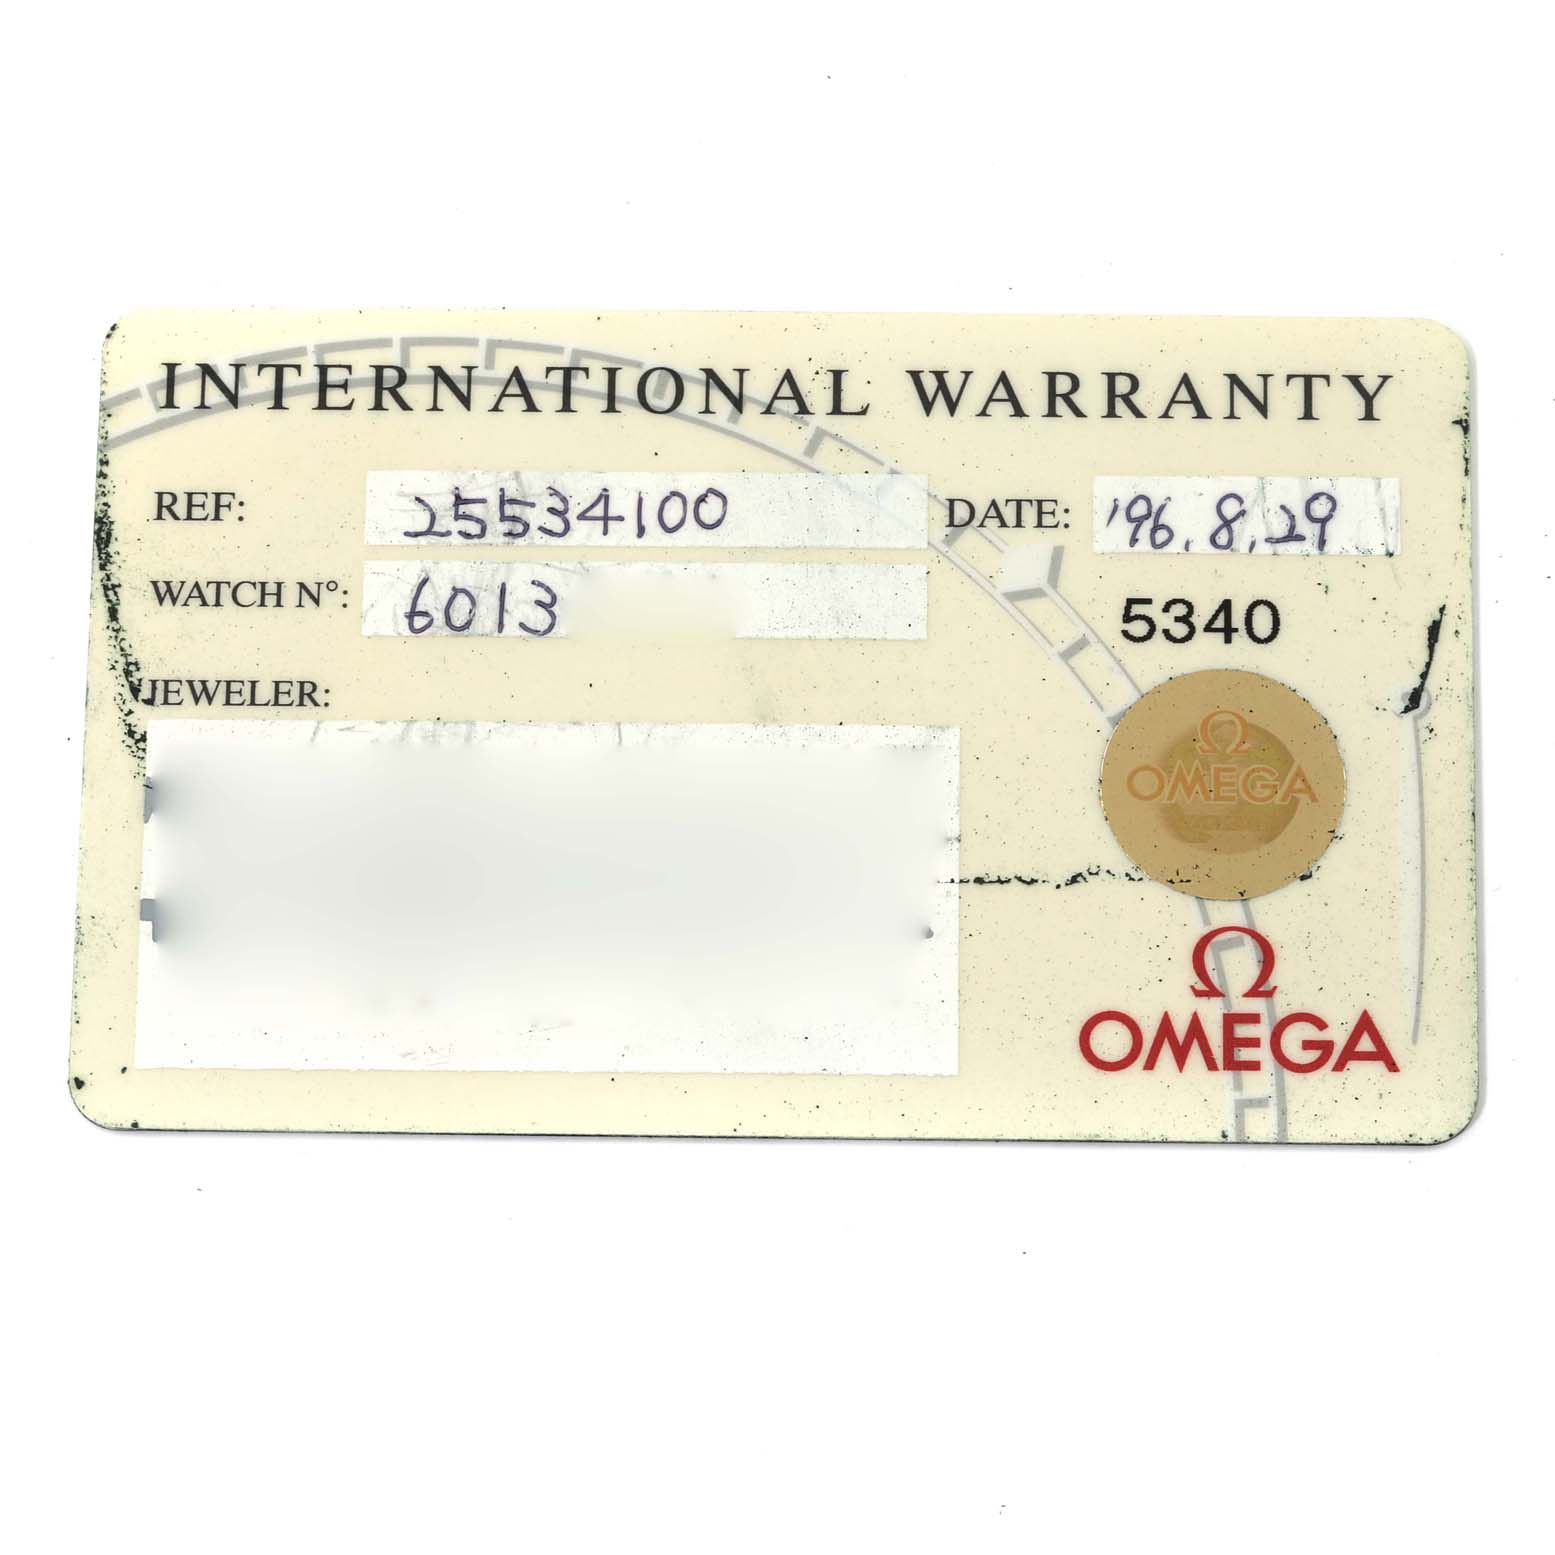 INTERNATIONAL WARRANTY
REF: 25534100 DATE: '96.8.29
WATCH N°: 6013
5340
JEWELER:
Ω
OMEGA
Ω
OMEGA